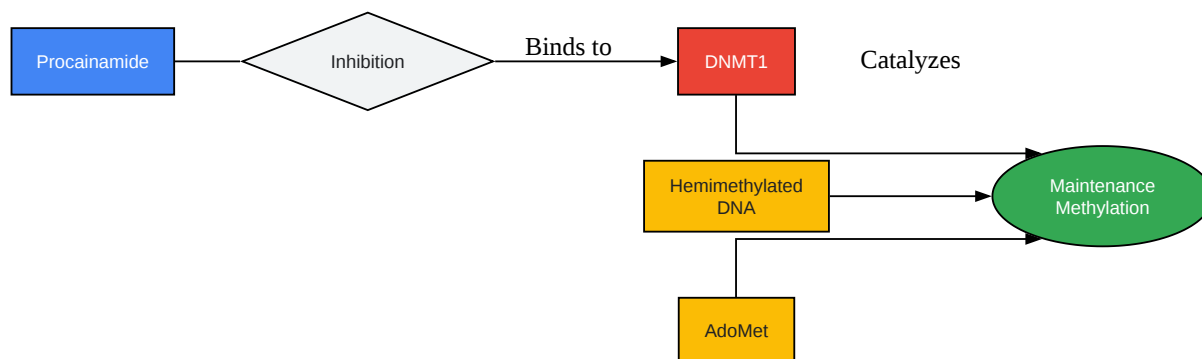 Procainamide
Inhibition
Binds to
DNMT1
Catalyzes
Hemimethylated
DNA
Maintenance
Methylation
AdoMet